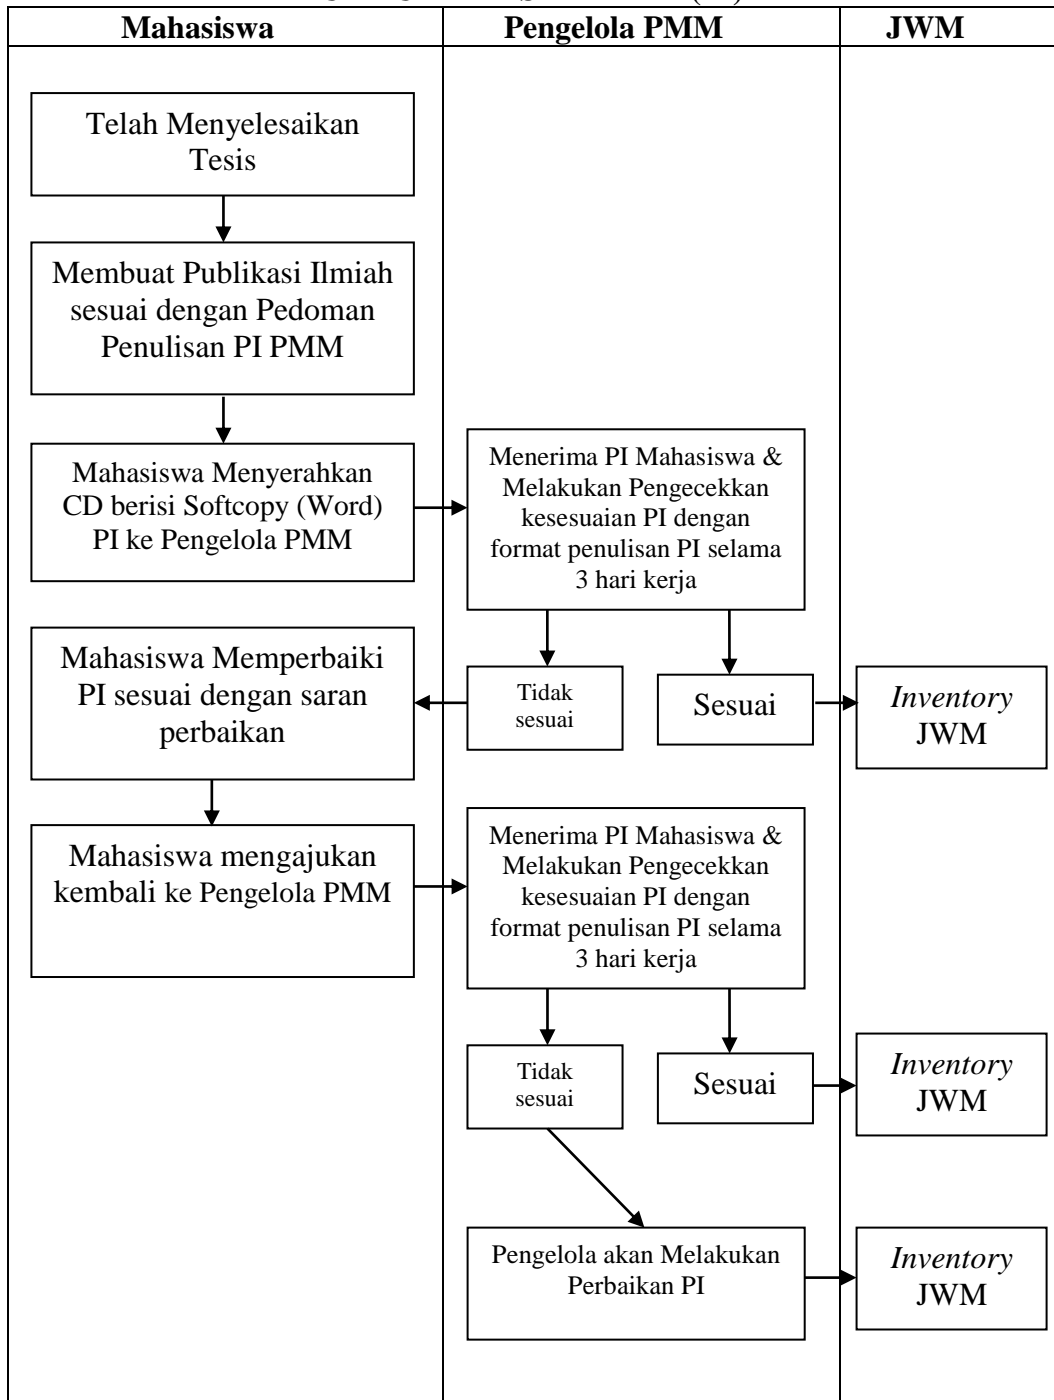 Mahasiswa
Pengelola PMM
JWM
Telah Menyelesaikan
Tesis
Membuat Publikasi Ilmiah
sesuai dengan Pedoman
Penulisan PI PMM
Mahasiswa Menyerahkan
CD berisi Softcopy (Word)
PI ke Pengelola PMM
Menerima PI Mahasiswa &
Melakukan Pengecekkan
kesesuaian PI dengan
format penulisan PI selama
3 hari kerja
Mahasiswa Memperbaiki
PI sesuai dengan saran
perbaikan
Tidak
sesuai
Sesuai
Inventory
JWM
Mahasiswa mengajukan
kembali ke Pengelola PMM
Menerima PI Mahasiswa &
Melakukan Pengecekkan
kesesuaian PI dengan
format penulisan PI selama
3 hari kerja
Tidak
sesuai
Sesuai
Inventory
JWM
Pengelola akan Melakukan
Perbaikan PI
Inventory
JWM